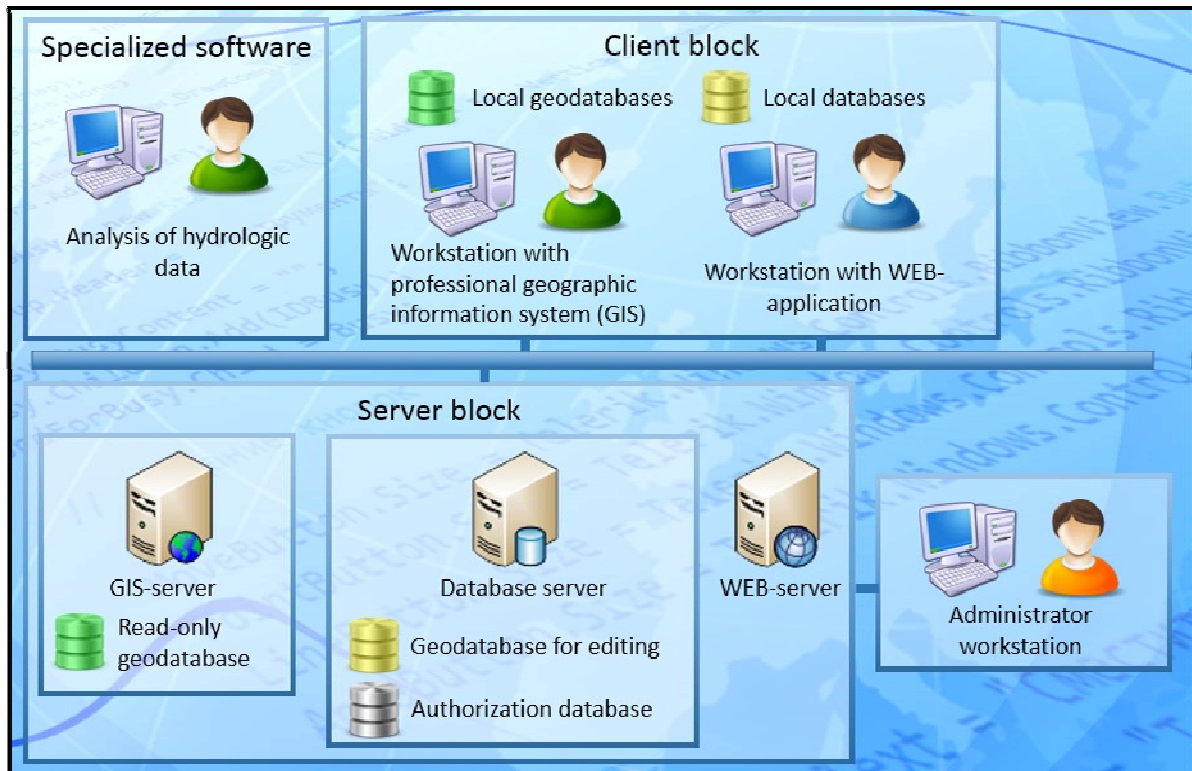 Specialized software
Analysis of hydrologic
data
Client block
Local geodatabases
Local databases
Workstation with
professional geographic
information system (GIS)
Workstation with WEB-
application
Server block
GIS-server
Read-only
geodatabase
Database server
Geodatabase for editing
Authorization database
WEB-server
Administrator
workstation